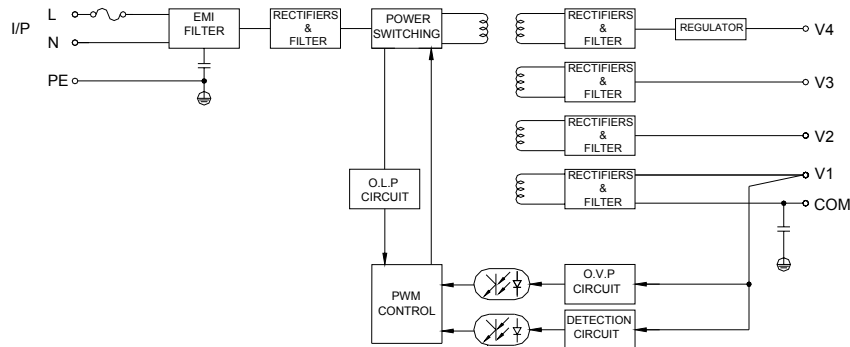 I/P
L
N
PE
EMI
FILTER
RECTIFIERS
&
FILTER
POWER
SWITCHING
RECTIFIERS
&
FILTER
REGULATOR
V4
RECTIFIERS
&
FILTER
V3
RECTIFIERS
&
FILTER
V2
RECTIFIERS
&
FILTER
V1
COM
O.L.P
CIRCUIT
PWM
CONTROL
O.V.P
CIRCUIT
DETECTION
CIRCUIT